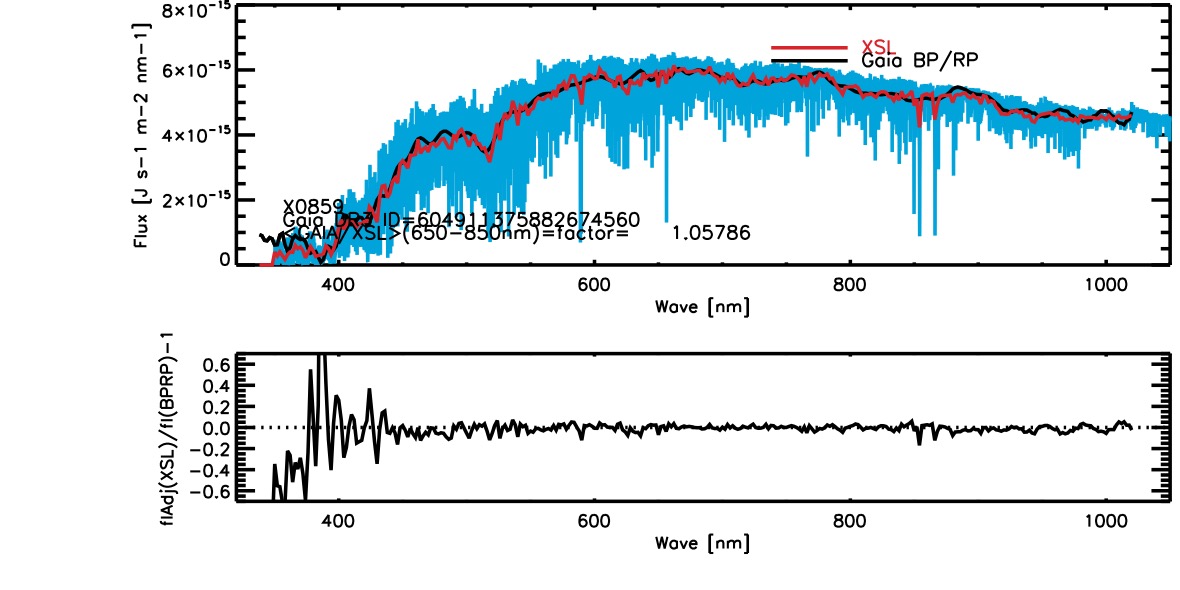 8×10⁻¹⁵
6×10⁻¹⁵
4×10⁻¹⁵
2×10⁻¹⁵
0
Flux [J s-1 m-2 nm-1]
XSL
Gaia BP/RP
X0859
Gaia DR3 ID=6049113758826745​60
<GAIA/XSL>(650-850nm)=factor= 1.05786
400 600 800 1000
Wave [nm]
flAdj(XSL)/fl(BPRP)-1
0.6
0.4
0.2
0.0
-0.2
-0.4
-0.6
400 600 800 1000
Wave [nm]